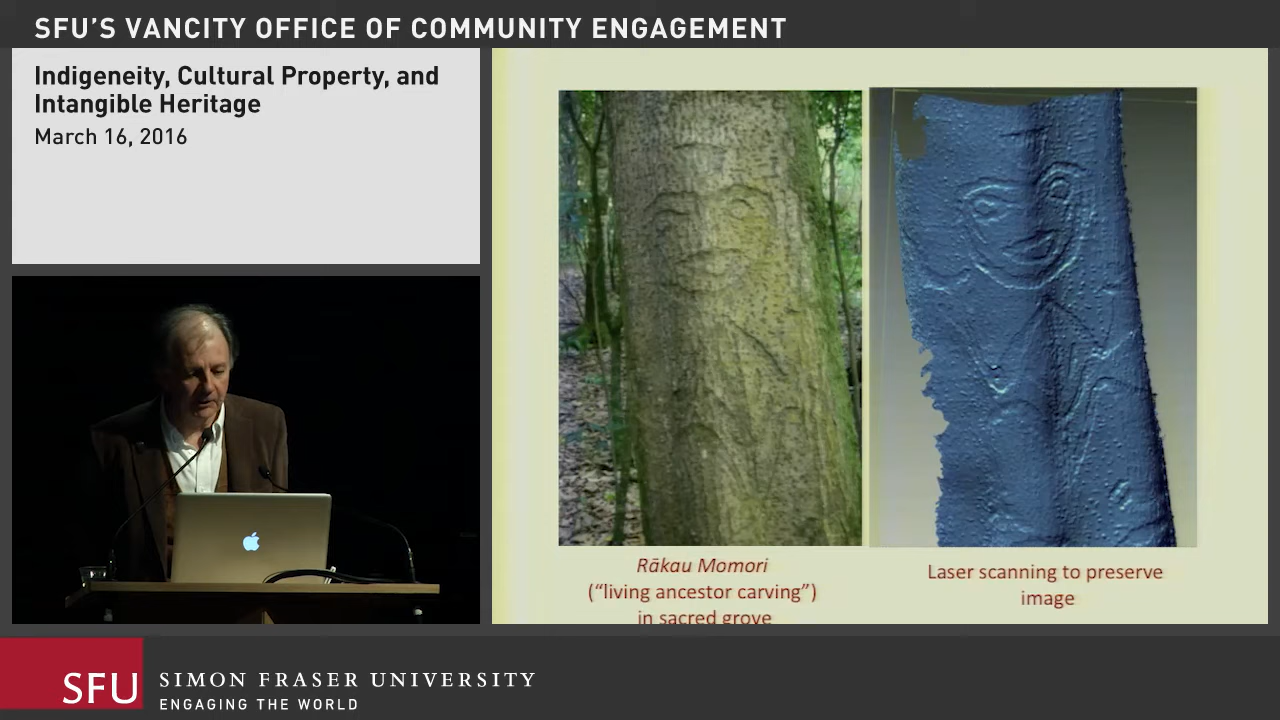 SFU'S VANCITY OFFICE OF COMMUNITY ENGAGEMENT
Indigeneity, Cultural Property, and
Intangible Heritage
March 16, 2016
Rākau Momori
("living ancestor carving")
in sacred grove
Laser scanning to preserve
image
SFU
SIMON FRASER UNIVERSITY
ENGAGING THE WORLD